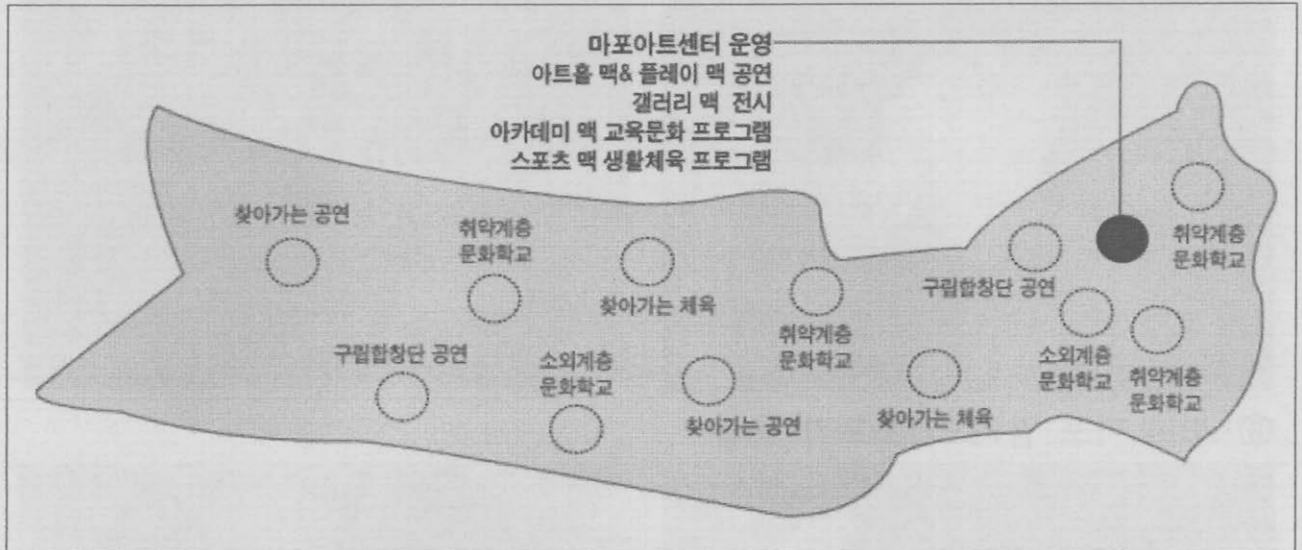 마포아트센터 운영
아트홀 맥& 플레이 맥 공연
갤러리 맥 전시
아카데미 맥 교육문화 프로그램
스포츠 맥 생활체육 프로그램
찾아가는 공연
취약계층
문화학교
찾아가는 체육
취약계층
문화학교
구립합창단 공연
취약계층
문화학교
구립합창단 공연
소외계층
문화학교
찾아가는 공연
찾아가는 체육
소외계층
문화학교
취약계층
문화학교